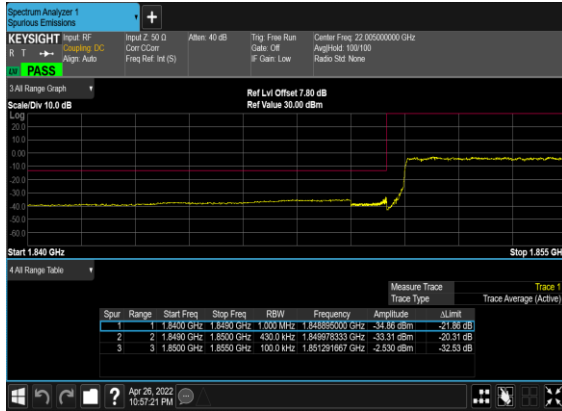 Spectrum Analyzer 1
Spurious Emissions
+
KEYSIGHT Input: RF Input Z: 50 Ω Atten: 40 dB Trig: Free Run Center Freq: 22.005000000 GHz
R T Coupling: DC Corr CCorr Gate: Off Avg|Hold: 100/100
Align: Auto Freq Ref: Int (S) IF Gain: Low Radio Std: None
PASS
3 All Range Graph
Ref Lvl Offset 7.80 dB
Scale/Div 10.0 dB Ref Value 30.00 dBm
Log
20.0
10.0
0.00
-10.0
-20.0
-30.0
-40.0
-50.0
-60.0
Start 1.840 GHz Stop 1.855 GH
4 All Range Table
Measure Trace Trace 1
Trace Type Trace Average (Active)
Spur Range Start Freq Stop Freq RBW Frequency Amplitude ΔLimit
1 1 1.8400 GHz 1.8490 GHz 1.000 MHz 1.848895000 GHz -34.86 dBm -21.86 dB
2 2 1.8490 GHz 1.8500 GHz 430.0 kHz 1.849978333 GHz -33.31 dBm -20.31 dB
3 3 1.8500 GHz 1.8550 GHz 100.0 kHz 1.851291667 GHz -2.530 dBm -32.53 dB
? Apr 26, 2022
10:57:21 PM